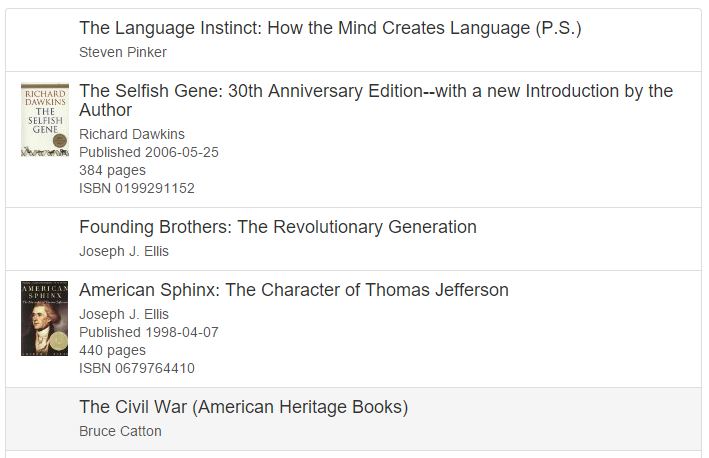 The Language Instinct: How the Mind Creates Language (P.S.)
Steven Pinker
RICHARD
DAWKINS
THE
SELFISH
GENE
The Selfish Gene: 30th Anniversary Edition--with a new Introduction by the
Author
Richard Dawkins
Published 2006-05-25
384 pages
ISBN 0199291152
Founding Brothers: The Revolutionary Generation
Joseph J. Ellis
AMERICAN
SPHINX
American Sphinx: The Character of Thomas Jefferson
Joseph J. Ellis
Published 1998-04-07
440 pages
ISBN 0679764410
The Civil War (American Heritage Books)
Bruce Catton